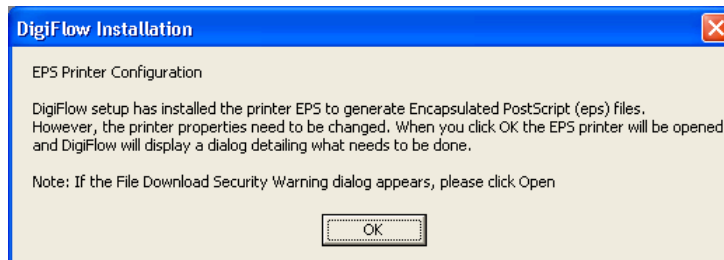 DigiFlow Installation
EPS Printer Configuration
DigiFlow setup has installed the printer EPS to generate Encapsulated PostScript (eps) files.
However, the printer properties need to be changed. When you click OK the EPS printer will be opened
and DigiFlow will display a dialog detailing what needs to be done.
Note: If the File Download Security Warning dialog appears, please click Open
OK